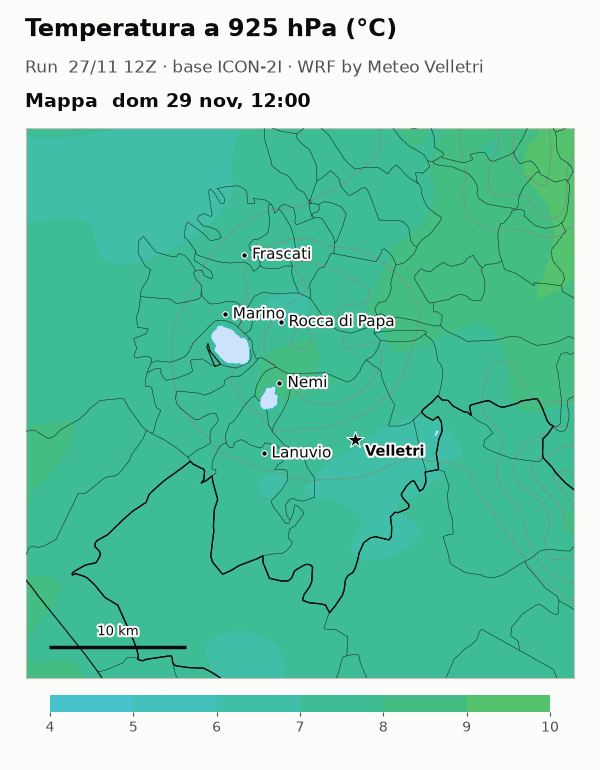 Temperatura a 925 hPa (°C)
Run  27/11 12Z · base ICON-2I · WRF by Meteo Velletri
Mappa  dom 29 nov, 12:00
Frascati
Marino
Rocca di Papa
Nemi
Velletri
Lanuvio
10 km
4 5 6 7 8 9 10